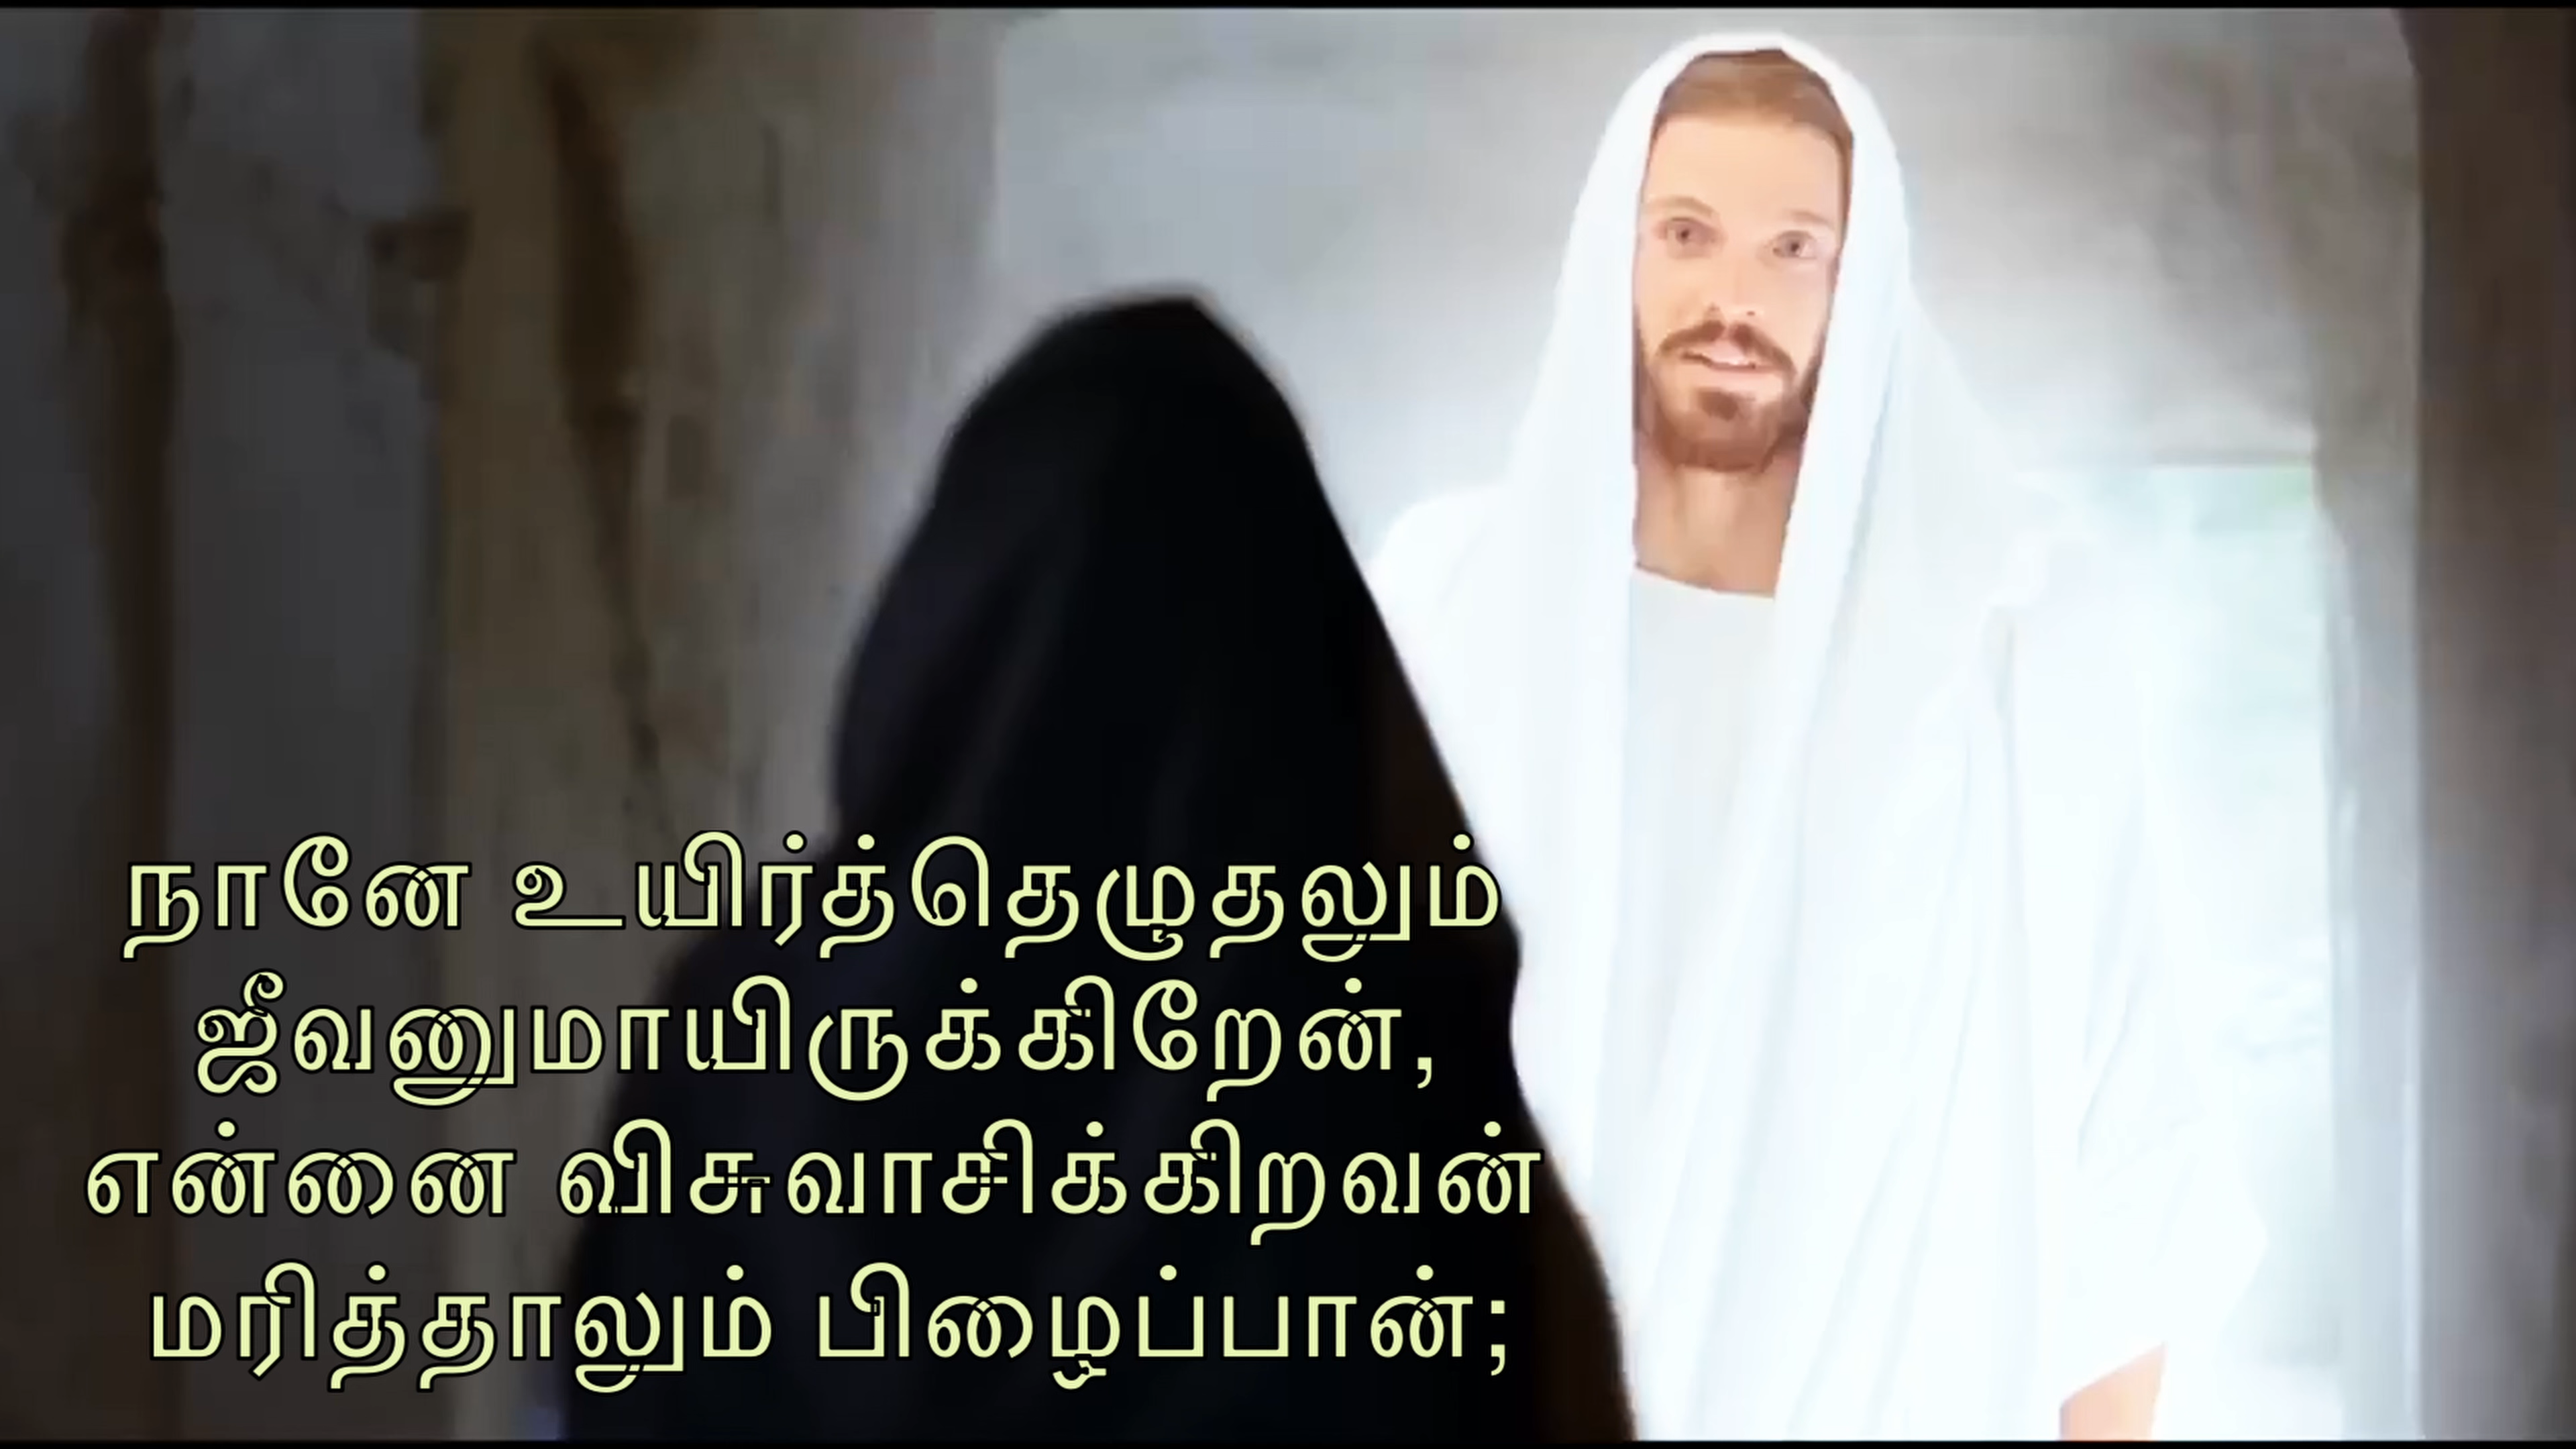 நானே உயிர்த்தெழுதலும்
ஜீவனுமாயிருக்கிறேன்,
என்னை விசுவாசிக்கிறவன்
மரித்தாலும் பிழைப்பான்;